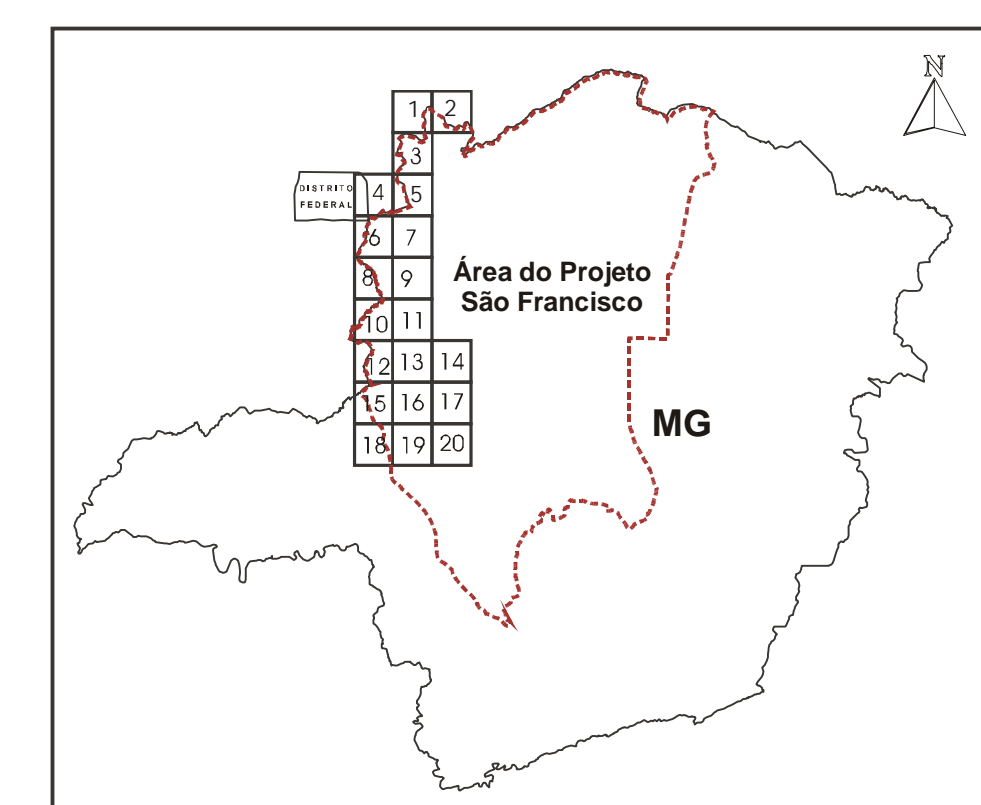 N
1 2
3
DISTRITO
FEDERAL
4 5
6 7
Área do Projeto
São Francisco
8 9
10 11
12 13 14
15 16 17
MG
18 19 20